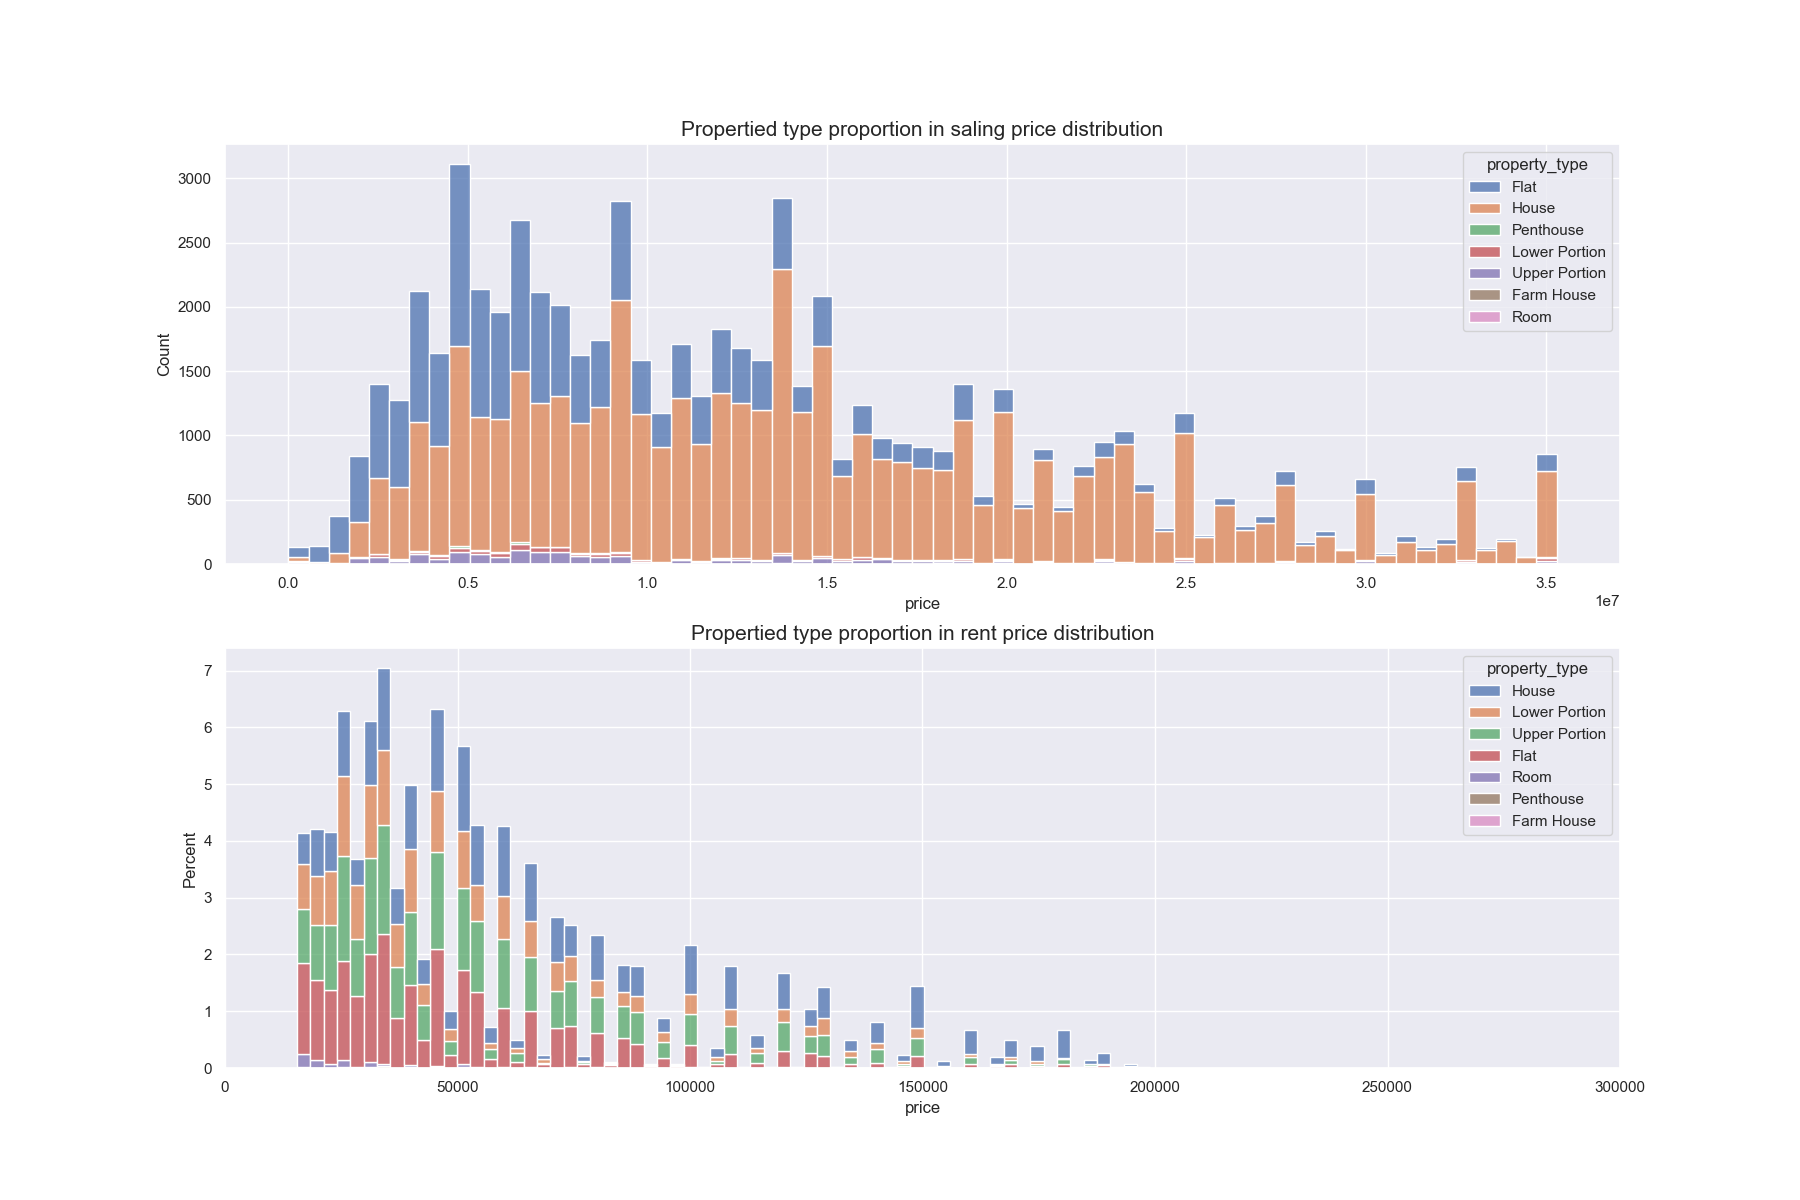 Propertied type proportion in saling price distribution
Count
3000
2500
2000
1500
1000
500
0
property_type
Flat
House
Penthouse
Lower Portion
Upper Portion
Farm House
Room
0.0 0.5 1.0 1.5 2.0 2.5 3.0 3.5
1e7
price
Propertied type proportion in rent price distribution
Percent
7
6
5
4
3
2
1
0
property_type
House
Lower Portion
Upper Portion
Flat
Room
Penthouse
Farm House
0 50000 100000 150000 200000 250000 300000
price